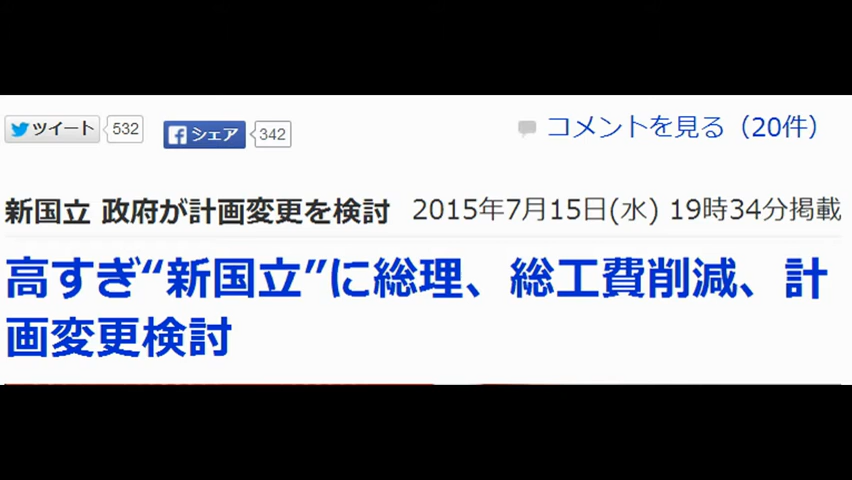 ツイート 532 シェア 342 コメントを見る（20件）
新国立 政府が計画変更を検討 2015年7月15日(水) 19時34分掲載
高すぎ“新国立”に総理、総工費削減、計
画変更検討